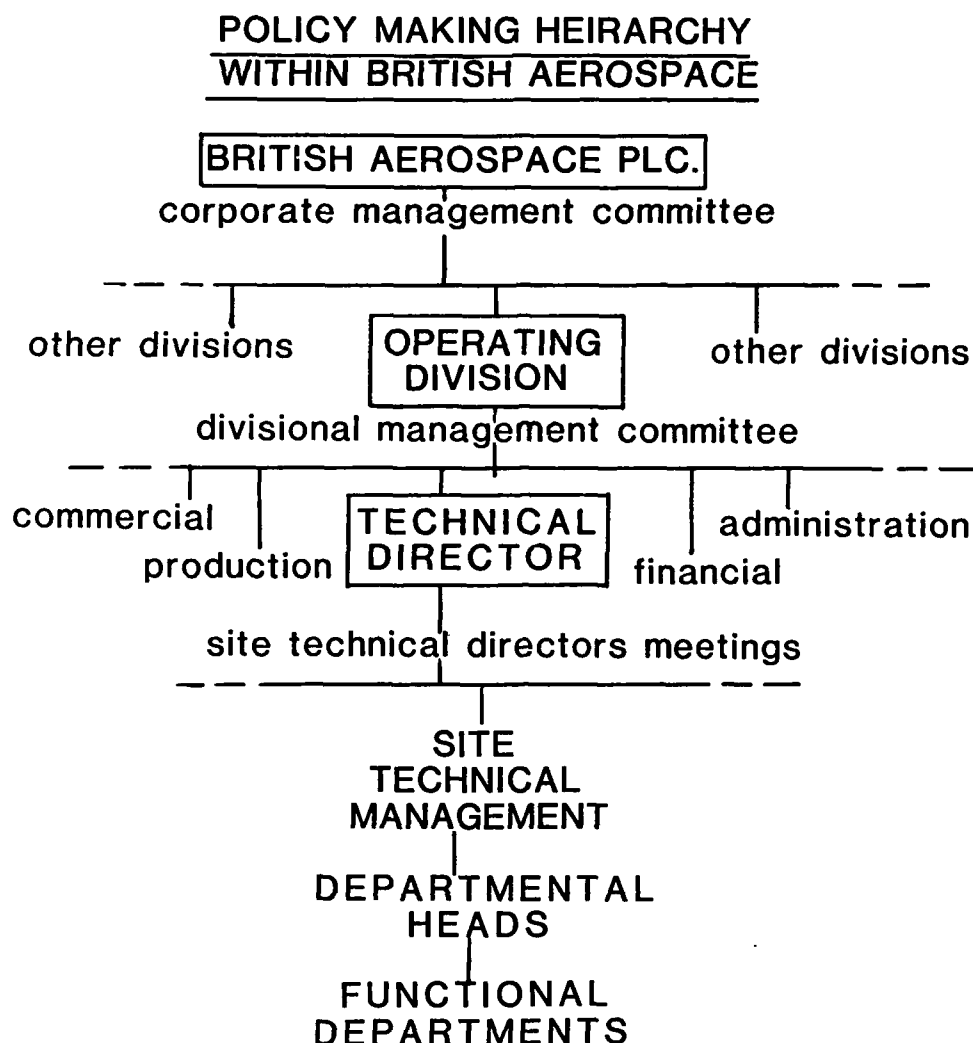 POLICY MAKING HEIRARCHY
WITHIN BRITISH AEROSPACE
BRITISH AEROSPACE PLC.
corporate management committee
other divisions
OPERATING
DIVISION
other divisions
divisional management committee
commercial
production
TECHNICAL
DIRECTOR
financial
administration
site technical directors meetings
SITE
TECHNICAL
MANAGEMENT
DEPARTMENTAL
HEADS
FUNCTIONAL
DEPARTMENTS